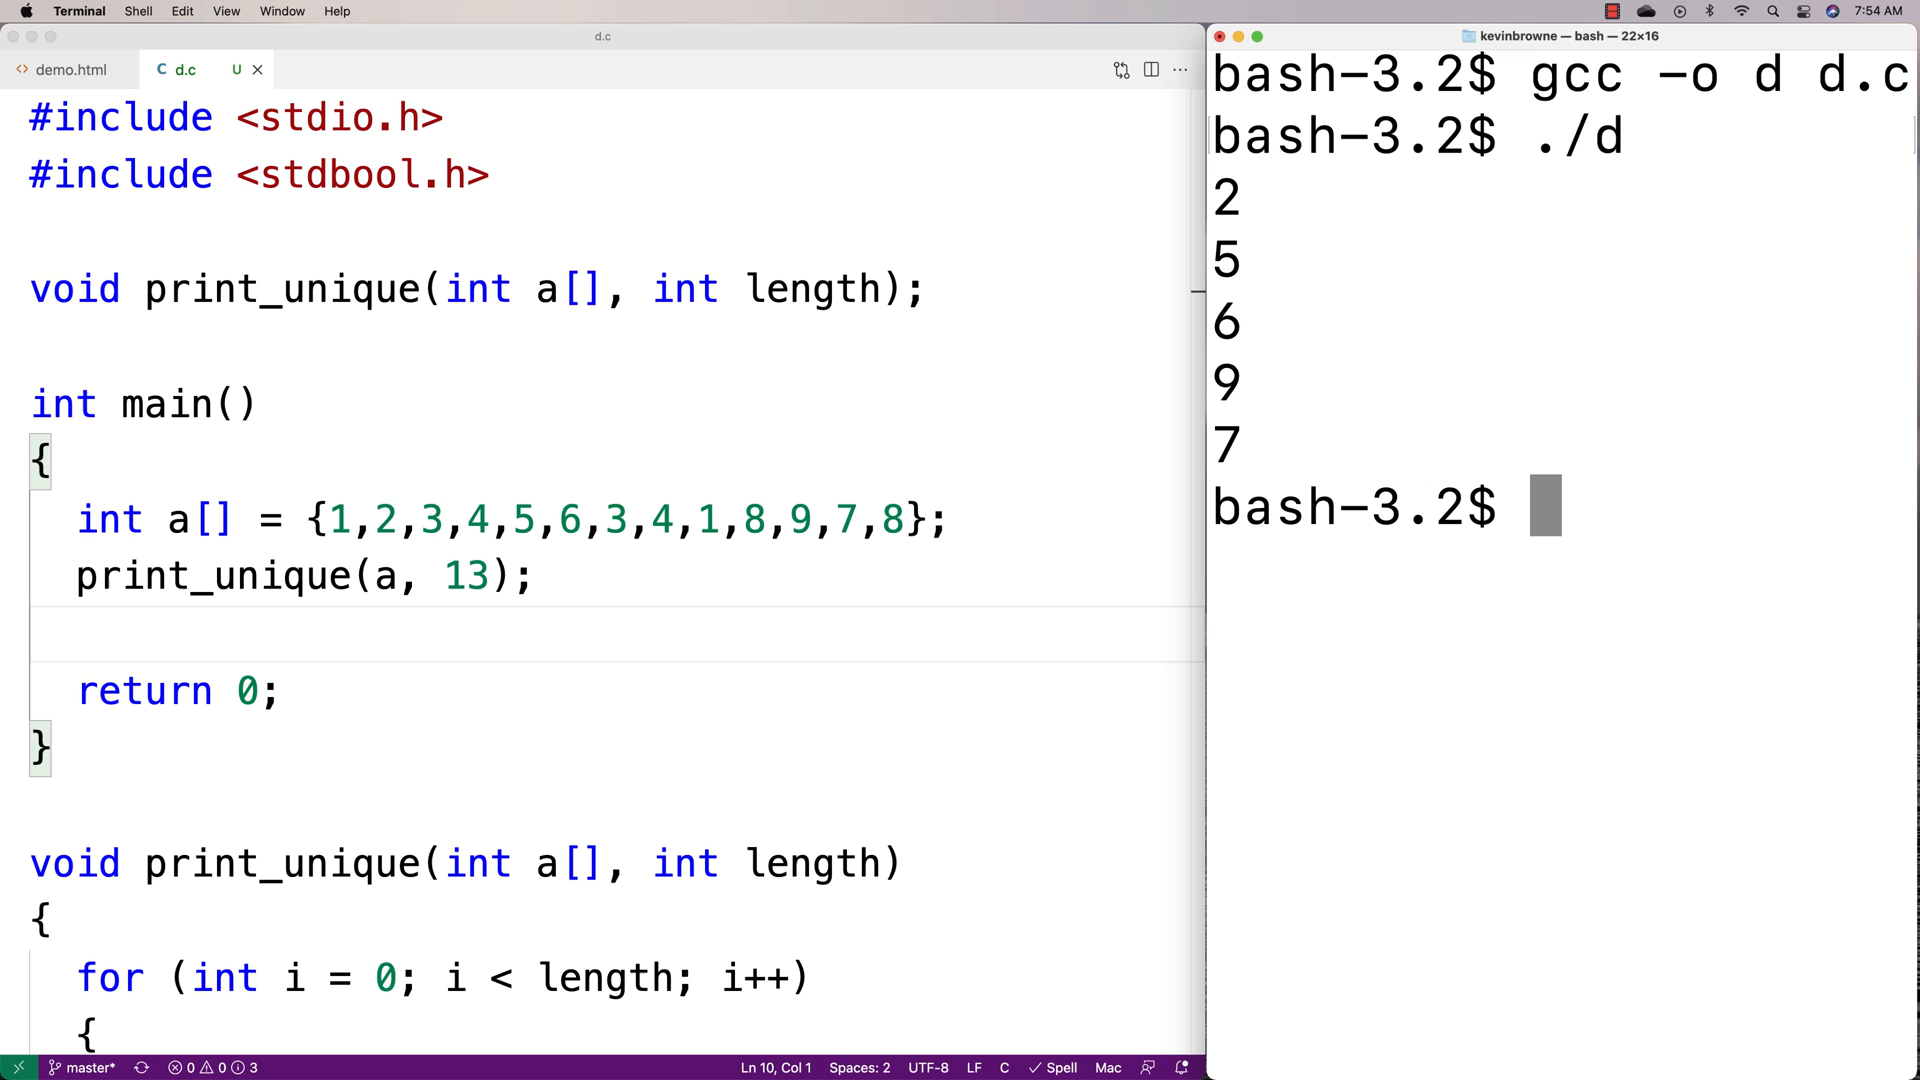 Terminal Shell Edit View Window Help 7:54 AM
d.c
demo.html C d.c U
#include <stdio.h>
#include <stdbool.h>
void print_unique(int a[], int length);
int main()
{
int a[] = {1,2,3,4,5,6,3,4,1,8,9,7,8};
print_unique(a, 13);
return 0;
}
void print_unique(int a[], int length)
{
for (int i = 0; i < length; i++)
{
master* 0 0 3 Ln 10, Col 1 Spaces: 2 UTF-8 LF C Spell Mac
kevinbrowne — bash — 22×16
bash-3.2$ gcc -o d d.c
bash-3.2$ ./d
2
5
6
9
7
bash-3.2$